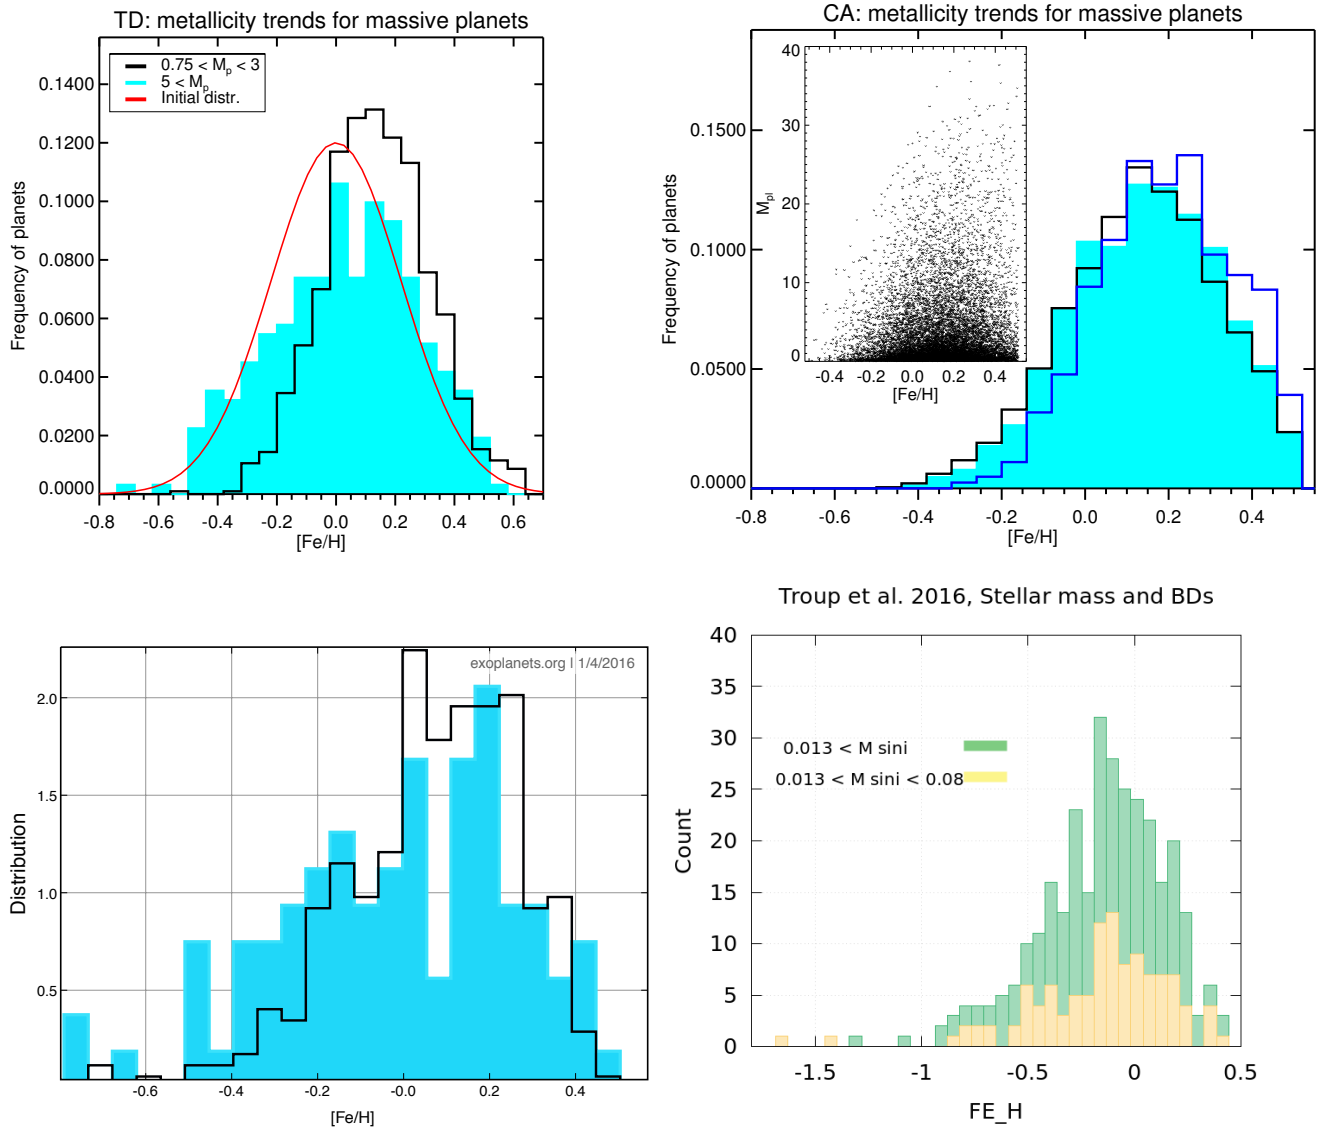 TD: metallicity trends for massive planets
0.75 < Mp < 3
5 < Mp
Initial distr.
Frequency of planets
0.1400
0.1200
0.1000
0.0800
0.0600
0.0400
0.0200
0.0000
-0.8 -0.4 -0.2 0.0 0.2 0.4 0.6
[Fe/H]
CA: metallicity trends for massive planets
Frequency of planets
0.1500
0.1000
0.0500
0.0000
Mpl
40
30
20
10
0
-0.4 -0.2 0.0 0.2 0.4
[Fe/H]
-0.8 -0.6 -0.4 -0.2 0.0 0.2 0.4
[Fe/H]
exoplanets.org | 1/4/2016
Distribution
2.0
1.5
1.0
0.5
-0.6 -0.4 -0.2 -0.0 0.2 0.4
[Fe/H]
Troup et al. 2016, Stellar mass and BDs
0.013 < M sini
0.013 < M sini < 0.08
Count
40
35
30
25
20
15
10
5
0
-1.5 -1 -0.5 0 0.5
FE_H